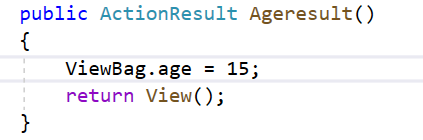 public ActionResult Ageresult()
{
    ViewBag.age = 15;
    return View();
}